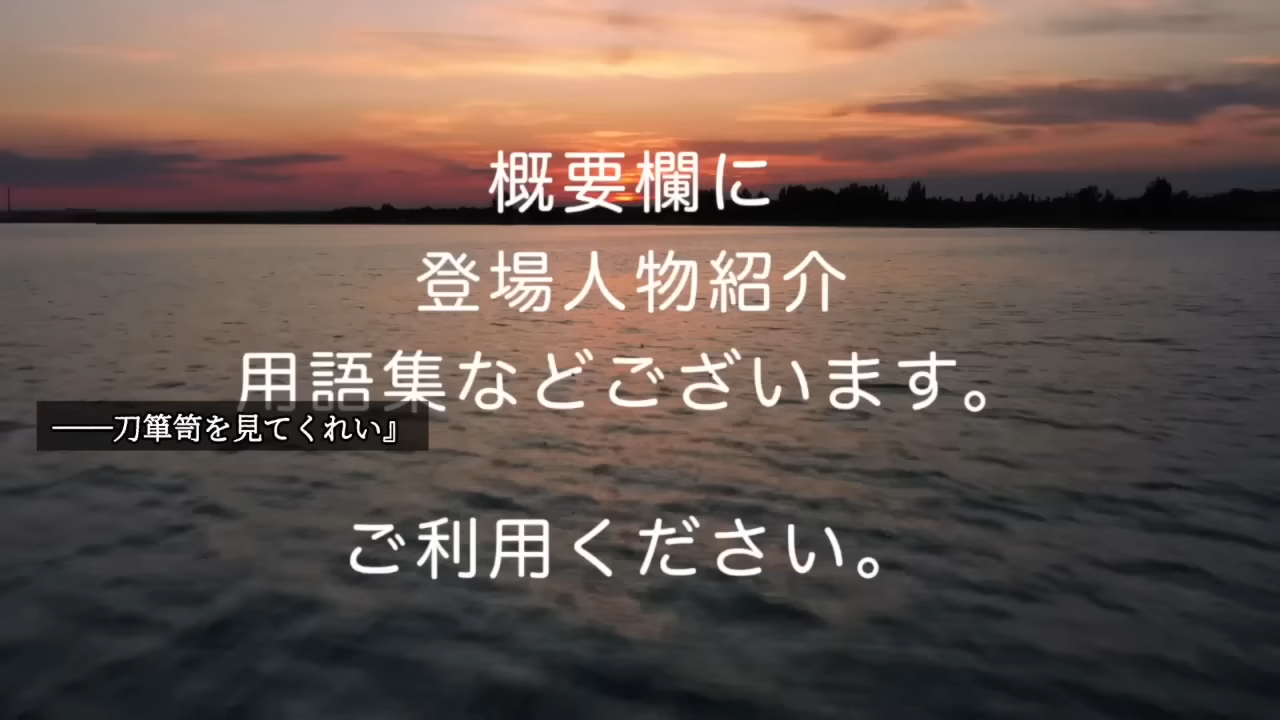 概要欄に
登場人物紹介
用語集などございます。
――刀箪笥を見てくれい』
ご利用ください。